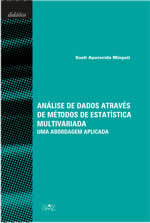 didática
Sueli Aparecida Mingoti
ANÁLISE DE DADOS ATRAVÉS
DE MÉTODOS DE ESTATÍSTICA
MULTIVARIADA
UMA ABORDAGEM APLICADA